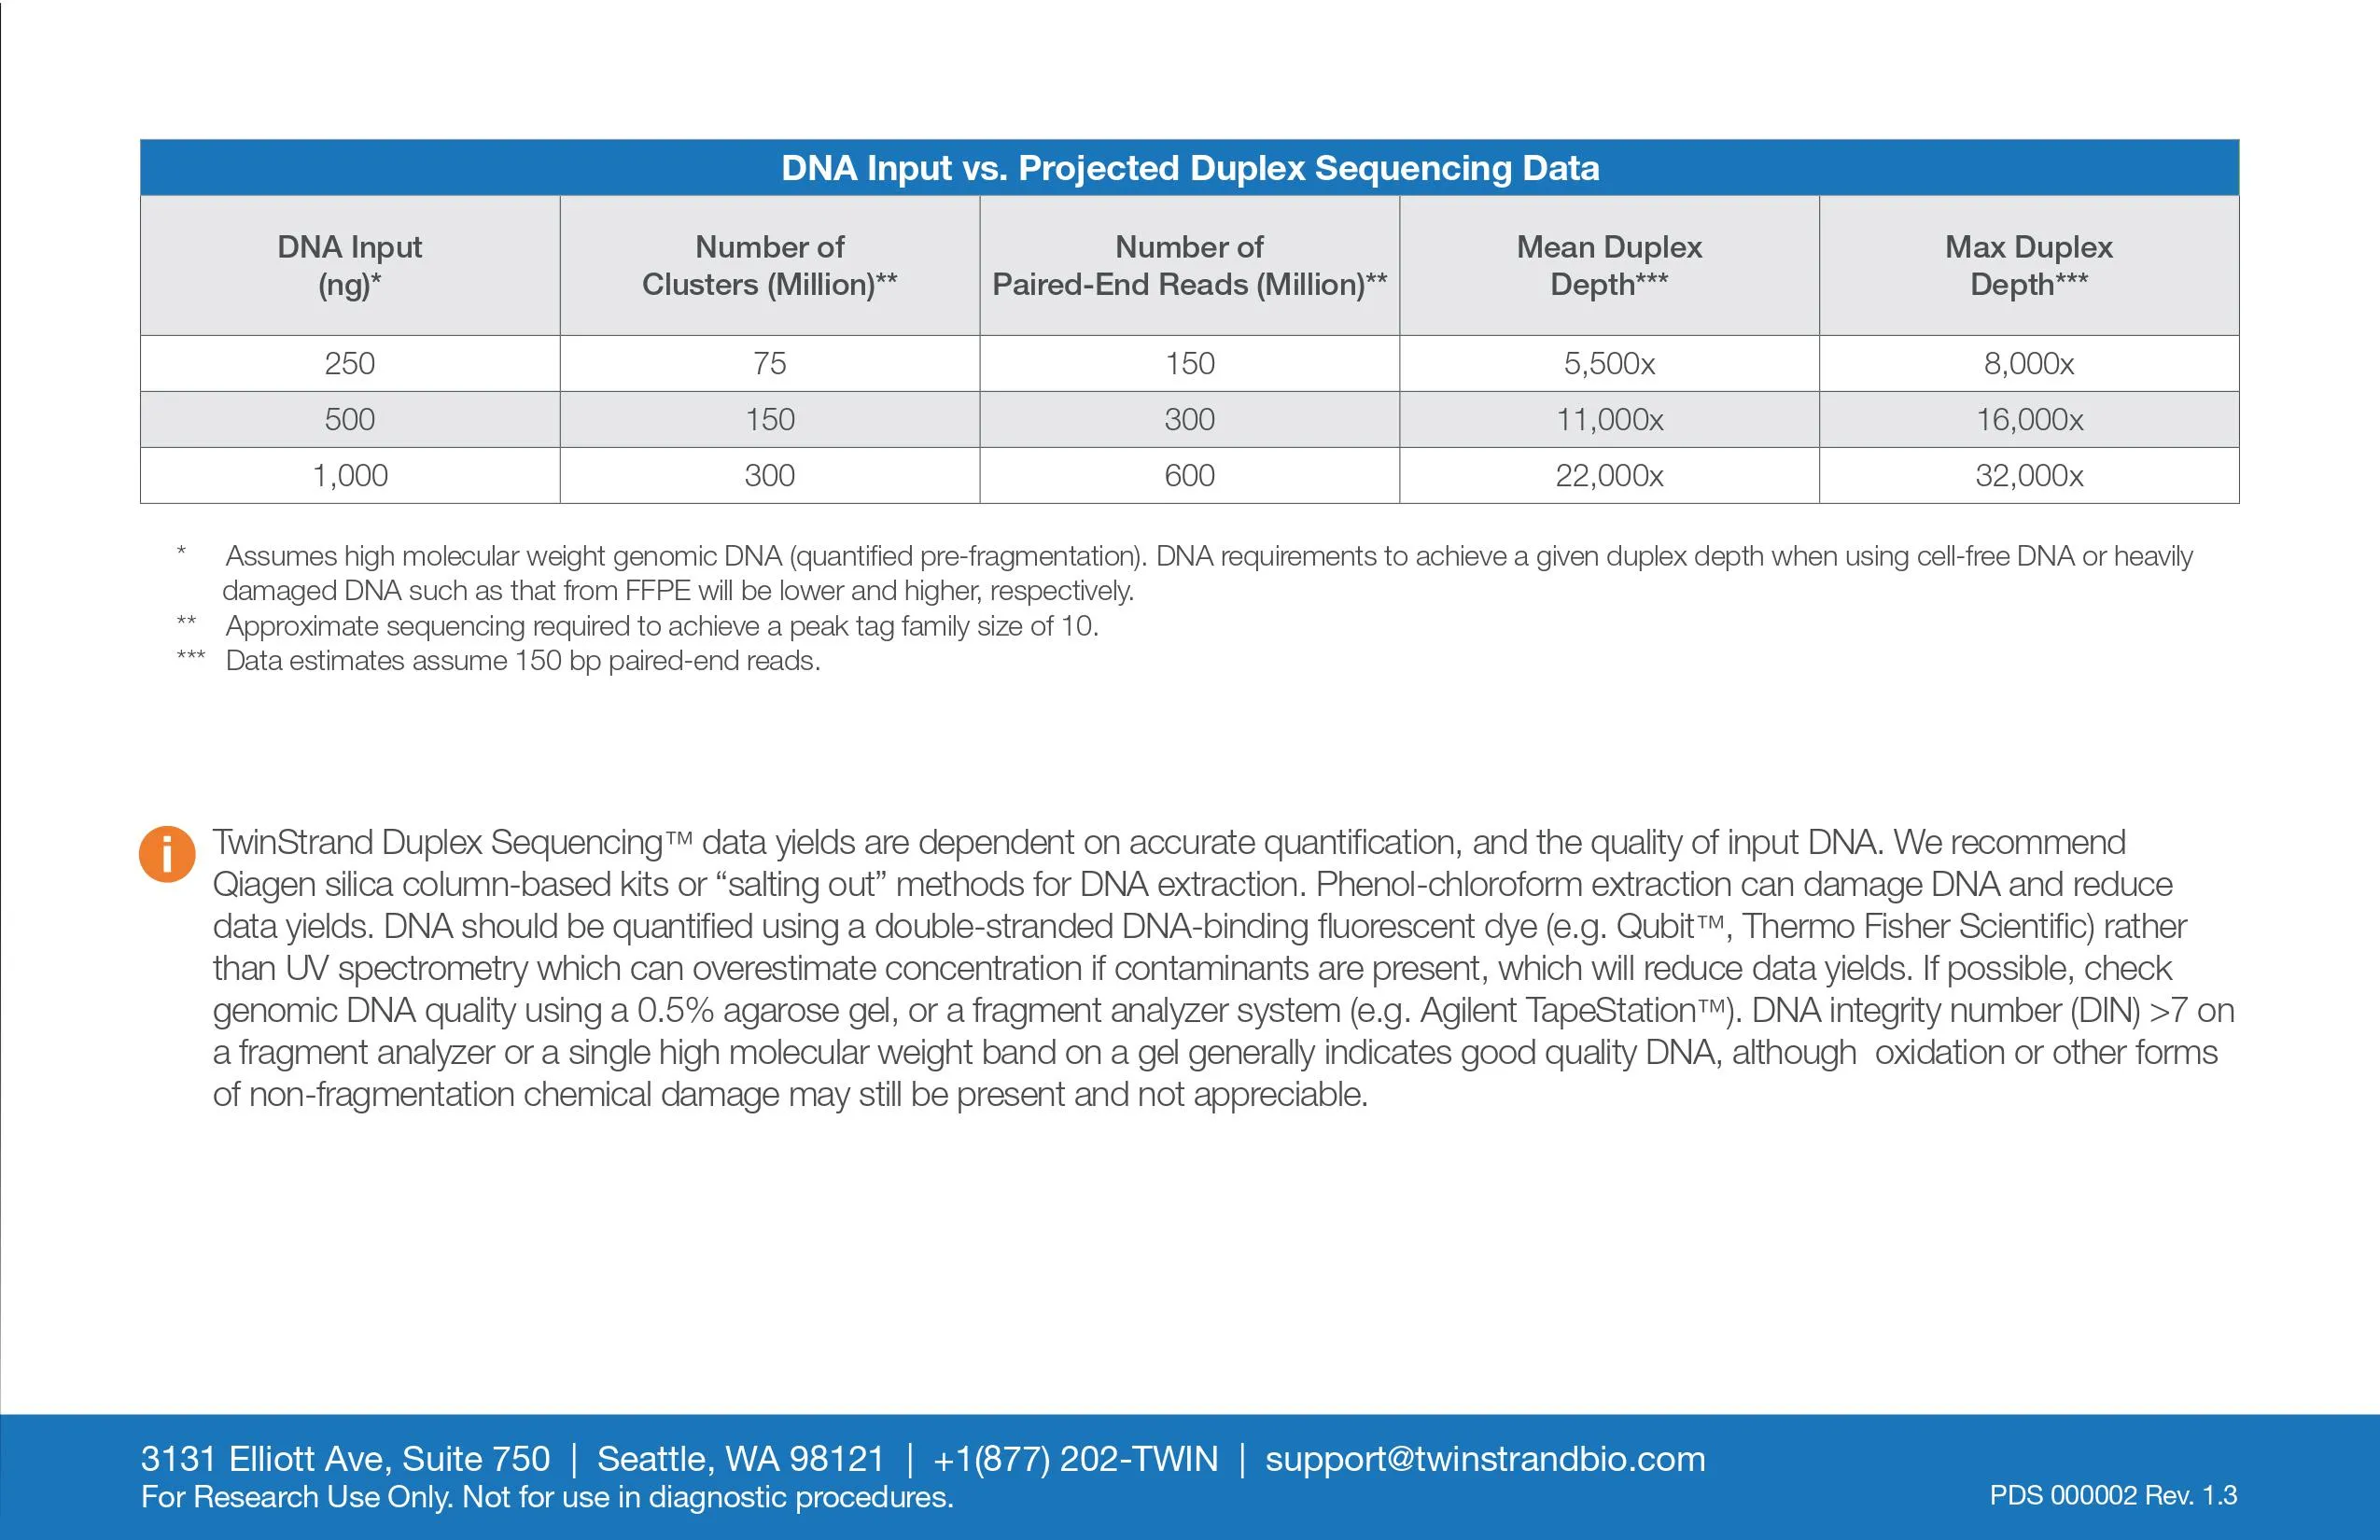 DNA Input vs. Projected Duplex Sequencing Data
DNA Input (ng)* Number of Clusters (Million)** Number of Paired-End Reads (Million)** Mean Duplex Depth*** Max Duplex Depth***
250 75 150 5,500x 8,000x
500 150 300 11,000x 16,000x
1,000 300 600 22,000x 32,000x
* Assumes high molecular weight genomic DNA (quantified pre-fragmentation). DNA requirements to achieve a given duplex depth when using cell-free DNA or heavily
damaged DNA such as that from FFPE will be lower and higher, respectively.
** Approximate sequencing required to achieve a peak tag family size of 10.
*** Data estimates assume 150 bp paired-end reads.
i TwinStrand Duplex Sequencing™ data yields are dependent on accurate quantification, and the quality of input DNA. We recommend
Qiagen silica column-based kits or “salting out” methods for DNA extraction. Phenol-chloroform extraction can damage DNA and reduce
data yields. DNA should be quantified using a double-stranded DNA-binding fluorescent dye (e.g. Qubit™, Thermo Fisher Scientific) rather
than UV spectrometry which can overestimate concentration if contaminants are present, which will reduce data yields. If possible, check
genomic DNA quality using a 0.5% agarose gel, or a fragment analyzer system (e.g. Agilent TapeStation™). DNA integrity number (DIN) >7 on
a fragment analyzer or a single high molecular weight band on a gel generally indicates good quality DNA, although oxidation or other forms
of non-fragmentation chemical damage may still be present and not appreciable.
3131 Elliott Ave, Suite 750 | Seattle, WA 98121 | +1(877) 202-TWIN | support@twinstrandbio.com
For Research Use Only. Not for use in diagnostic procedures.
PDS 000002 Rev. 1.3